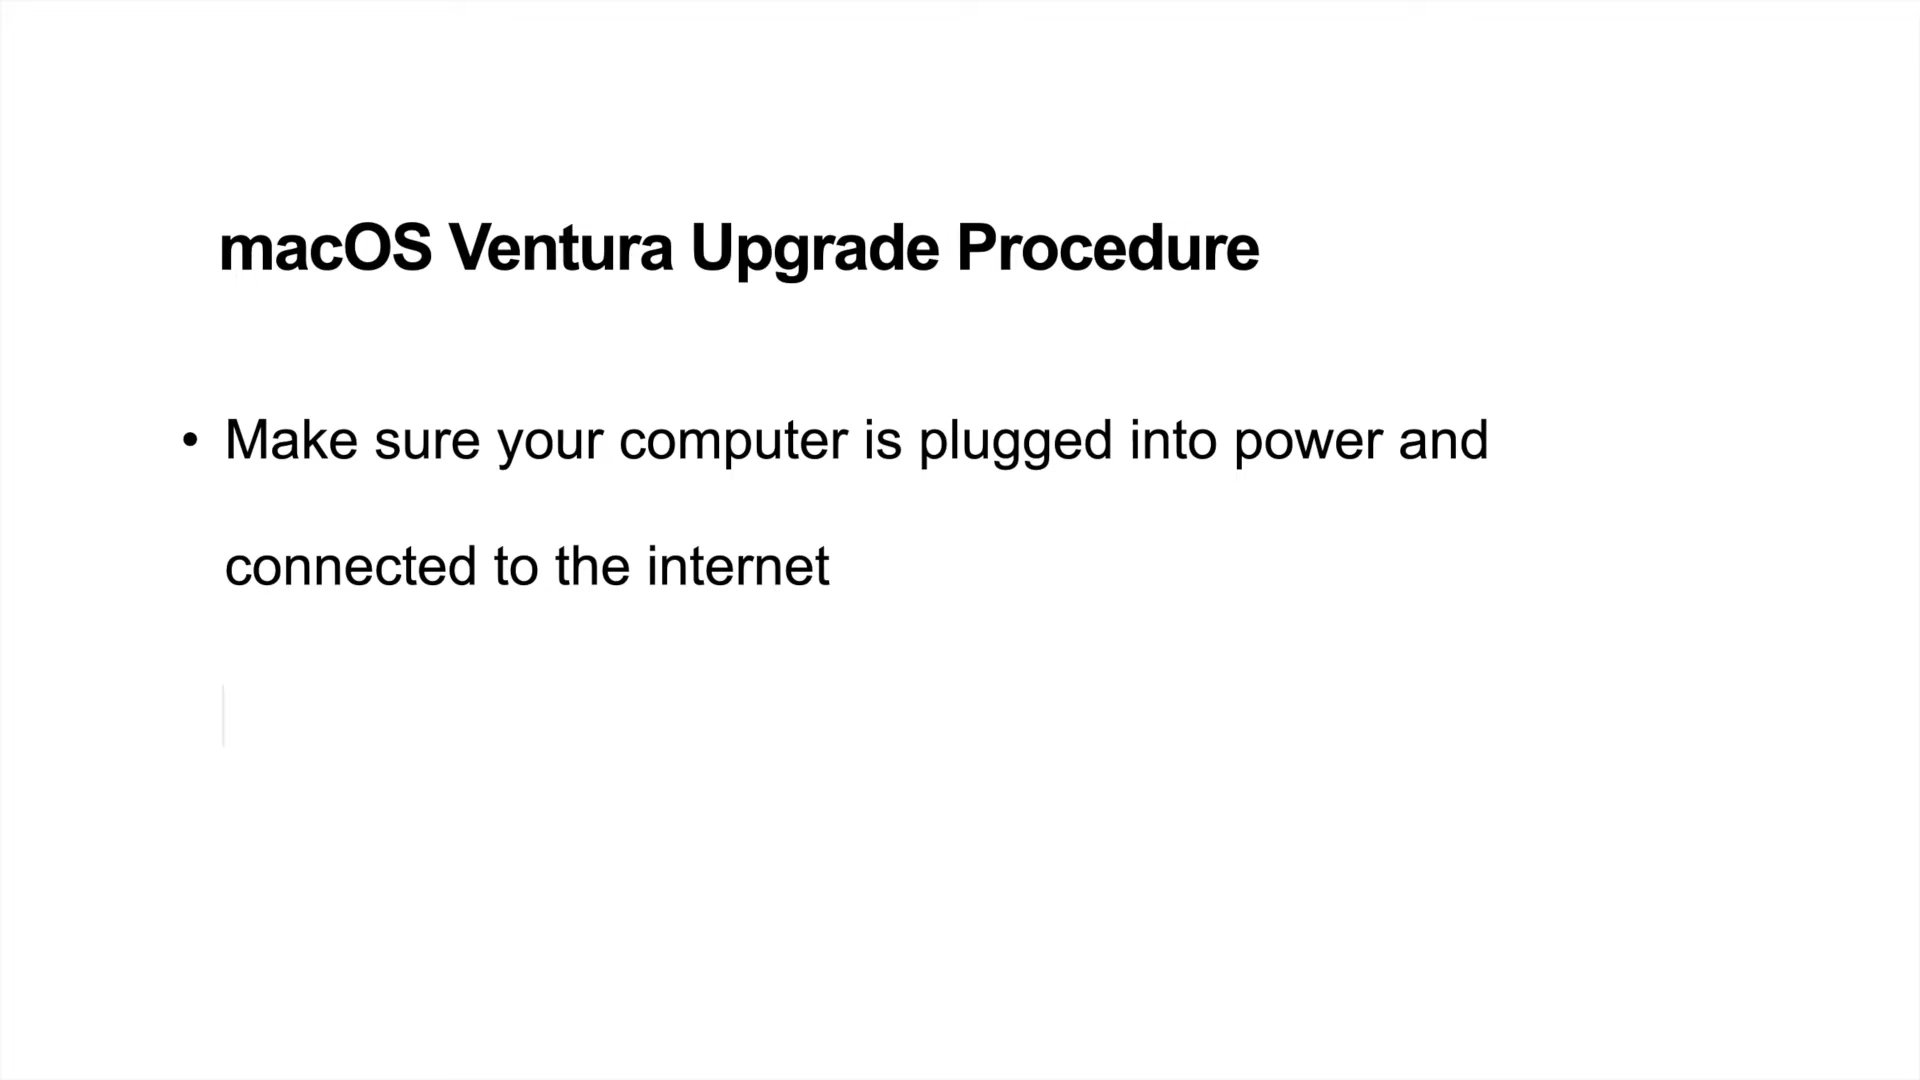 macOS Ventura Upgrade Procedure
• Make sure your computer is plugged into power and
connected to the internet